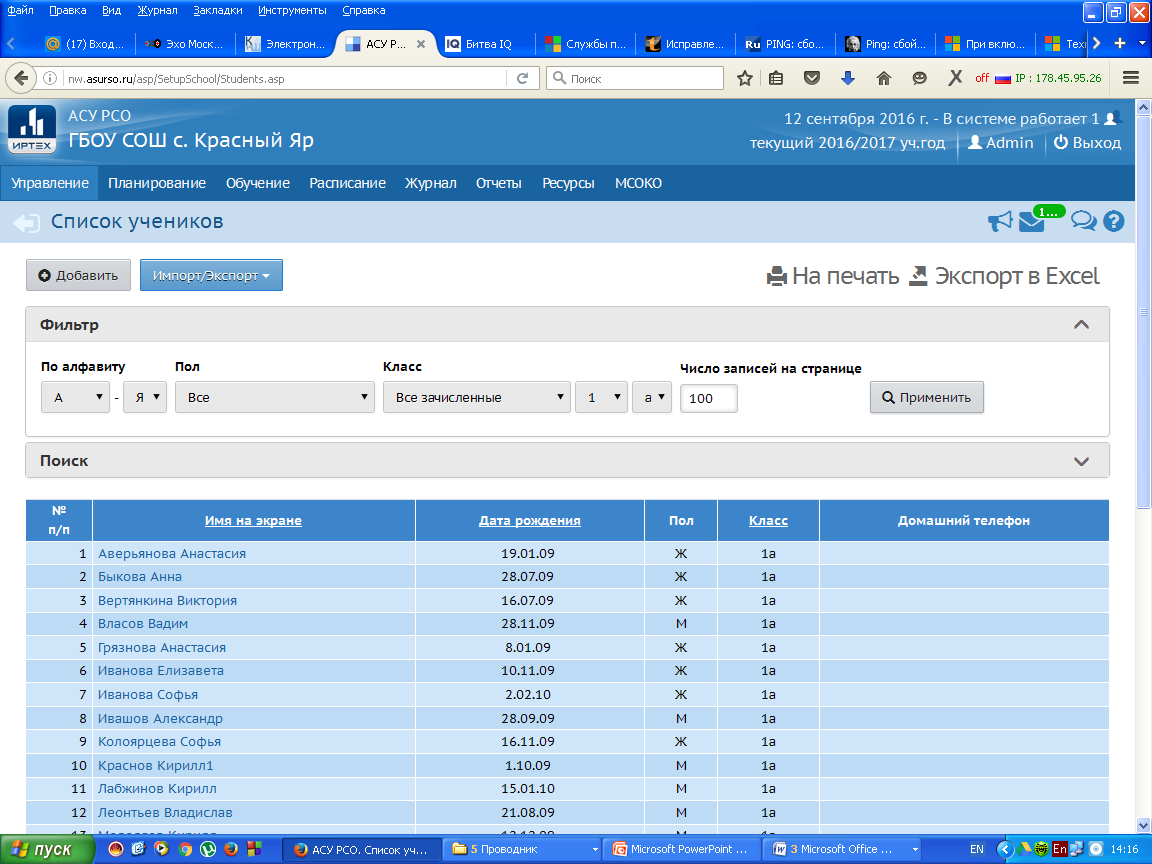 Файл Правка Вид Журнал Закладки Инструменты Справка
(17) Вход... Эхо Моск... Электрон... АСУ Р... IQ Битва IQ Службы п... Исправле... Ru PING: сбо... Ping: сбой... При вклю... Тех
nw.asurso.ru/asp/SetupSchool/Students.asp Поиск off IP : 178.45.95.26
ИРТЕХ
АСУ РСО
ГБОУ СОШ с. Красный Яр
12 сентября 2016 г. - В системе работает 1
текущий 2016/2017 уч.год Admin Выход
Управление Планирование Обучение Расписание Журнал Отчеты Ресурсы МСОКО
Список учеников 1...
Добавить Импорт/Экспорт На печать Экспорт в Excel
Фильтр
По алфавиту Пол Класс Число записей на странице
А - Я Все Все зачисленные 1 а 100 Применить
Поиск
№ п/п Имя на экране Дата рождения Пол Класс Домашний телефон
1 Аверьянова Анастасия 19.01.09 Ж 1а
2 Быкова Анна 28.07.09 Ж 1а
3 Вертянкина Виктория 16.07.09 Ж 1а
4 Власов Вадим 28.11.09 М 1а
5 Грязнова Анастасия 8.01.09 Ж 1а
6 Иванова Елизавета 10.11.09 Ж 1а
7 Иванова Софья 2.02.10 Ж 1а
8 Ивашов Александр 28.09.09 М 1а
9 Колоярцева Софья 16.11.09 Ж 1а
10 Краснов Кирилл1 1.10.09 М 1а
11 Лабжинов Кирилл 15.01.10 М 1а
12 Леонтьев Владислав 21.08.09 М 1а
пуск АСУ РСО. Список уч... 5 Проводник Microsoft PowerPoint ... 3 Microsoft Office ... EN En 14:16